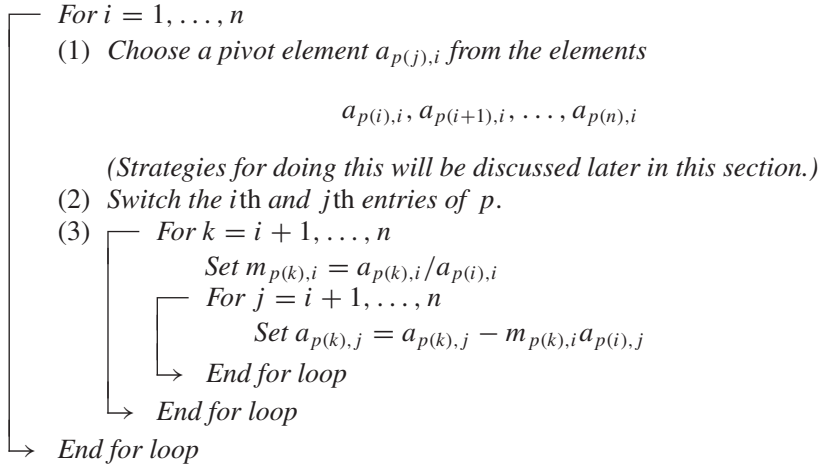 For i = 1, . . . , n
(1) Choose a pivot element a_{p(j),i} from the elements
a_{p(i),i}, a_{p(i+1),i}, . . . , a_{p(n),i}
(Strategies for doing this will be discussed later in this section.)
(2) Switch the ith and jth entries of p.
(3) For k = i + 1, . . . , n
Set m_{p(k),i} = a_{p(k),i}/a_{p(i),i}
For j = i + 1, . . . , n
Set a_{p(k),j} = a_{p(k),j} − m_{p(k),i}a_{p(i),j}
End for loop
End for loop
End for loop